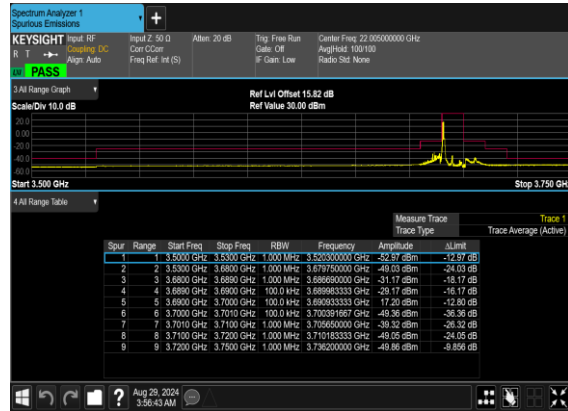 Spectrum Analyzer 1
Spurious Emissions
+
KEYSIGHT Input: RF Input Z: 50 Ω Atten: 20 dB Trig: Free Run Center Freq: 22.005000000 GHz
R T Coupling: DC Corr CCorr Gate: Off Avg|Hold: 100/100
Align: Auto Freq Ref: Int (S) IF Gain: Low Radio Std: None
PASS
3 All Range Graph
Ref Lvl Offset 15.82 dB
Scale/Div 10.0 dB Ref Value 30.00 dBm
20.0
0.00
-20.0
-40.0
-60.0
Start 3.500 GHz Stop 3.750 GHz
4 All Range Table
Measure Trace Trace 1
Trace Type Trace Average (Active)
Spur Range Start Freq Stop Freq RBW Frequency Amplitude ΔLimit
1 1 3.5000 GHz 3.5300 GHz 1.000 MHz 3.520300000 GHz -52.97 dBm -12.97 dB
2 2 3.5300 GHz 3.6800 GHz 1.000 MHz 3.679750000 GHz -49.03 dBm -24.03 dB
3 3 3.6800 GHz 3.6890 GHz 1.000 MHz 3.686690000 GHz -31.17 dBm -18.17 dB
4 4 3.6890 GHz 3.6900 GHz 100.0 kHz 3.689983333 GHz -29.17 dBm -16.17 dB
5 5 3.6900 GHz 3.7000 GHz 100.0 kHz 3.690933333 GHz 17.20 dBm -12.80 dB
6 6 3.7000 GHz 3.7010 GHz 100.0 kHz 3.700391667 GHz -49.36 dBm -36.36 dB
7 7 3.7010 GHz 3.7100 GHz 1.000 MHz 3.705650000 GHz -39.32 dBm -26.32 dB
8 8 3.7100 GHz 3.7200 GHz 1.000 MHz 3.710183333 GHz -49.05 dBm -24.05 dB
9 9 3.7200 GHz 3.7500 GHz 1.000 MHz 3.736200000 GHz -49.86 dBm -9.856 dB
? Aug 29, 2024
3:56:43 AM